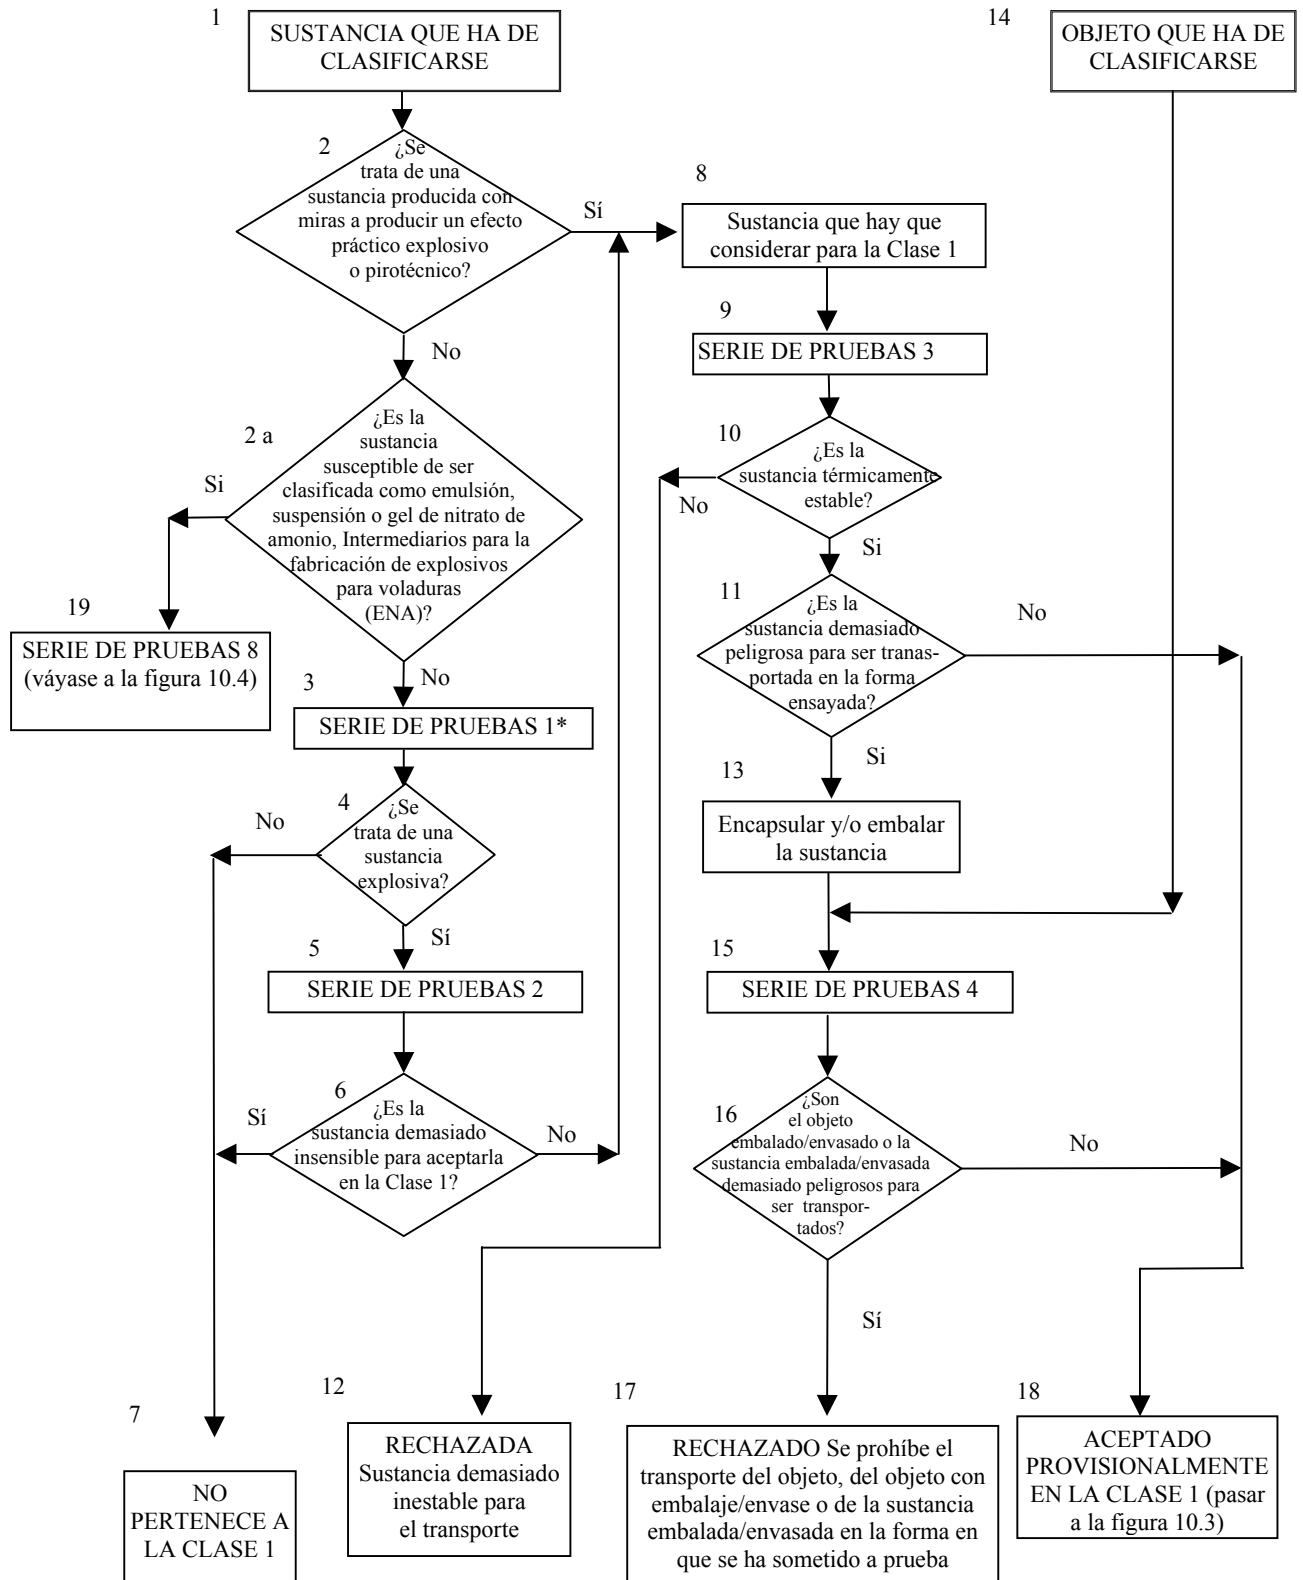 1
SUSTANCIA QUE HA DE
CLASIFICARSE
14
OBJETO QUE HA DE
CLASIFICARSE
2
¿Se
trata de una
sustancia producida con
miras a producir un efecto
práctico explosivo
o pirotécnico?
Sí
No
8
Sustancia que hay que
considerar para la Clase 1
9
SERIE DE PRUEBAS 3
2 a
¿Es la
sustancia
susceptible de ser
clasificada como emulsión,
suspensión o gel de nitrato de
amonio, Intermediarios para la
fabricación de explosivos
para voladuras
(ENA)?
Si
No
10
¿Es la
sustancia térmicamente
estable?
No
Si
19
SERIE DE PRUEBAS 8
(váyase a la figura 10.4)
11
¿Es la
sustancia demasiado
peligrosa para ser tranas-
portada en la forma
ensayada?
No
Si
3
SERIE DE PRUEBAS 1*
4
¿Se
trata de una
sustancia
explosiva?
No
Sí
13
Encapsular y/o embalar
la sustancia
5
SERIE DE PRUEBAS 2
15
SERIE DE PRUEBAS 4
6
¿Es la
sustancia demasiado
insensible para aceptarla
en la Clase 1?
Sí
No
16
¿Son
el objeto
embalado/envasado o la
sustancia embalada/envasada
demasiado peligrosos para
ser transpor-
tados?
No
Sí
7
NO
PERTENECE A
LA CLASE 1
12
RECHAZADA
Sustancia demasiado
inestable para
el transporte
17
RECHAZADO Se prohíbe el
transporte del objeto, del objeto con
embalaje/envase o de la sustancia
embalada/envasada en la forma en
que se ha sometido a prueba
18
ACEPTADO
PROVISIONALMENTE
EN LA CLASE 1 (pasar
a la figura 10.3)